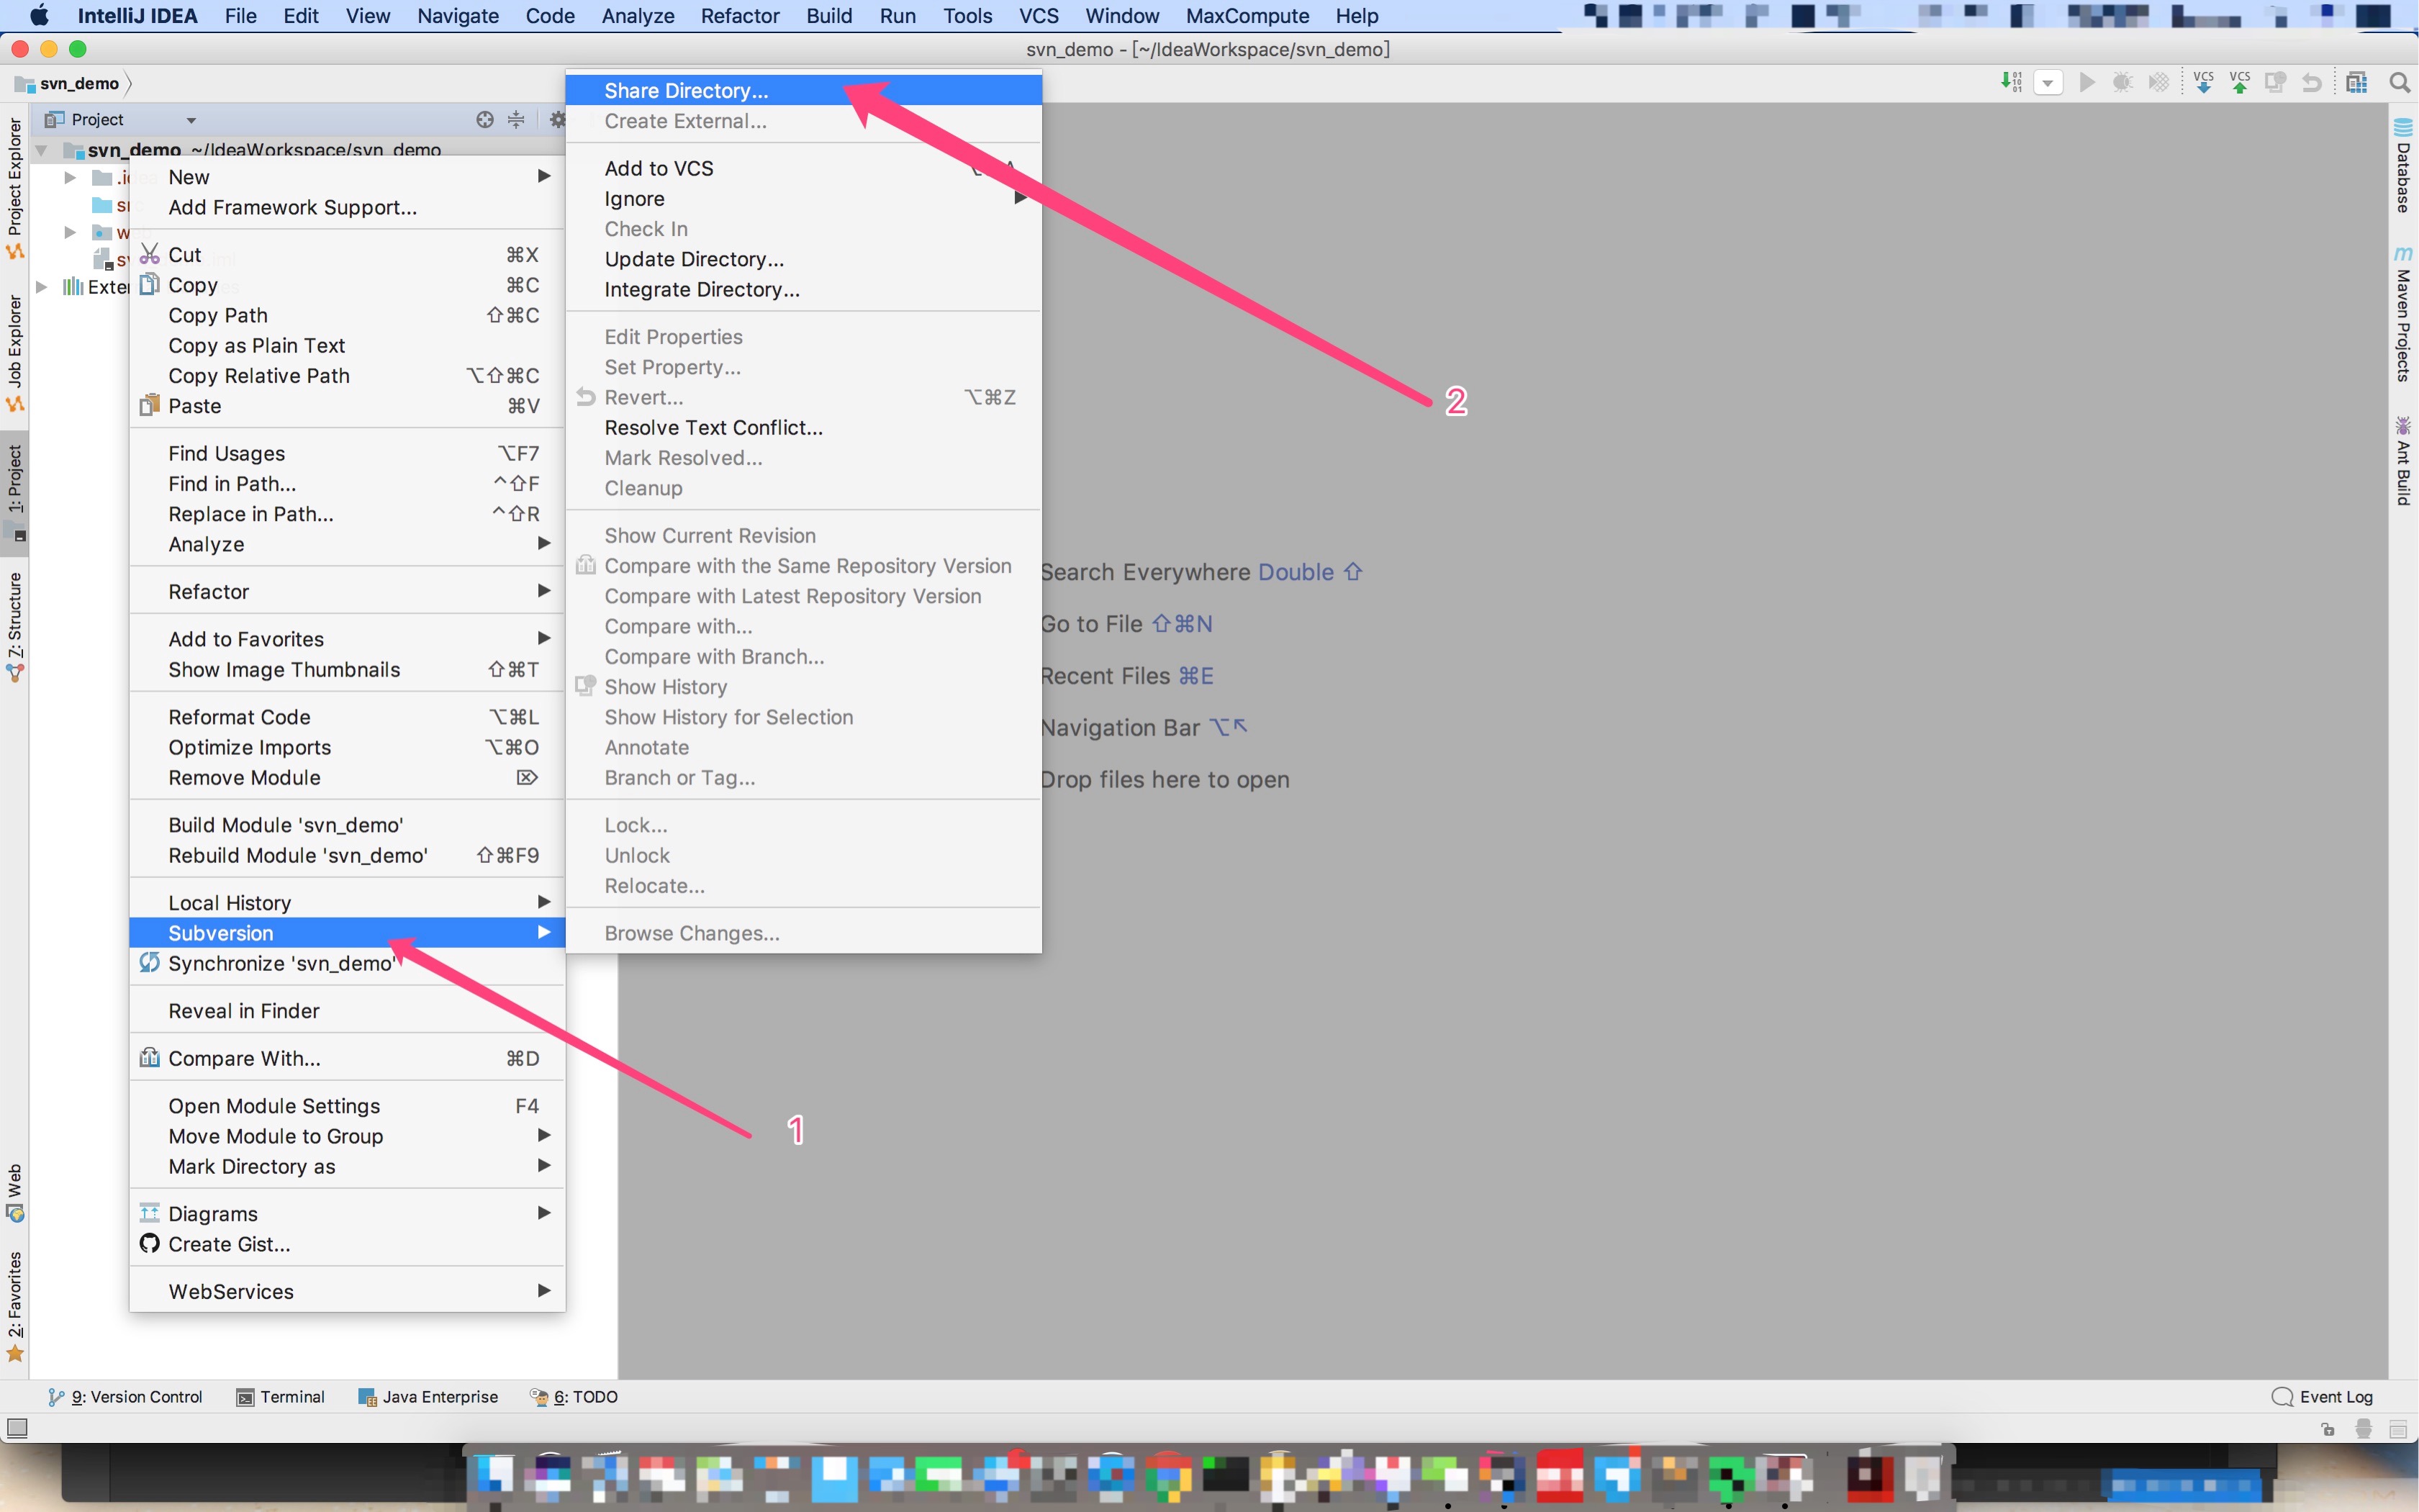 IntelliJ IDEA File Edit View Navigate Code Analyze Refactor Build Run Tools VCS Window MaxCompute Help
svn_demo - [~/IdeaWorkspace/svn_demo]
svn_demo
Project
svn_demo ~/IdeaWorkspace/svn_demo
New
Add Framework Support...
Cut ⌘X
Copy ⌘C
Copy Path ⇧⌘C
Copy as Plain Text
Copy Relative Path ⌥⇧⌘C
Paste ⌘V
Find Usages ⌥F7
Find in Path... ^⇧F
Replace in Path... ^⇧R
Analyze
Refactor
Add to Favorites
Show Image Thumbnails ⇧⌘T
Reformat Code ⌥⌘L
Optimize Imports ⌥⌘O
Remove Module ⌦
Build Module 'svn_demo'
Rebuild Module 'svn_demo' ⇧⌘F9
Local History
Subversion
Synchronize 'svn_demo'
Reveal in Finder
Compare With... ⌘D
Open Module Settings F4
Move Module to Group
Mark Directory as
Diagrams
Create Gist...
WebServices
Share Directory...
Create External...
Add to VCS
Ignore
Check In
Update Directory...
Integrate Directory...
Edit Properties
Set Property...
Revert... ⌥⌘Z
Resolve Text Conflict...
Mark Resolved...
Cleanup
Show Current Revision
Compare with the Same Repository Version
Compare with Latest Repository Version
Compare with...
Compare with Branch...
Show History
Show History for Selection
Annotate
Branch or Tag...
Lock...
Unlock
Relocate...
Browse Changes...
2
1
Search Everywhere Double ⇧
Go to File ⇧⌘N
Recent Files ⌘E
Navigation Bar ⌥↖
Drop files here to open
Project Explorer
Job Explorer
1: Project
7: Structure
Web
2: Favorites
VCS VCS
Database
Maven Projects
Ant Build
9: Version Control Terminal Java Enterprise 6: TODO Event Log